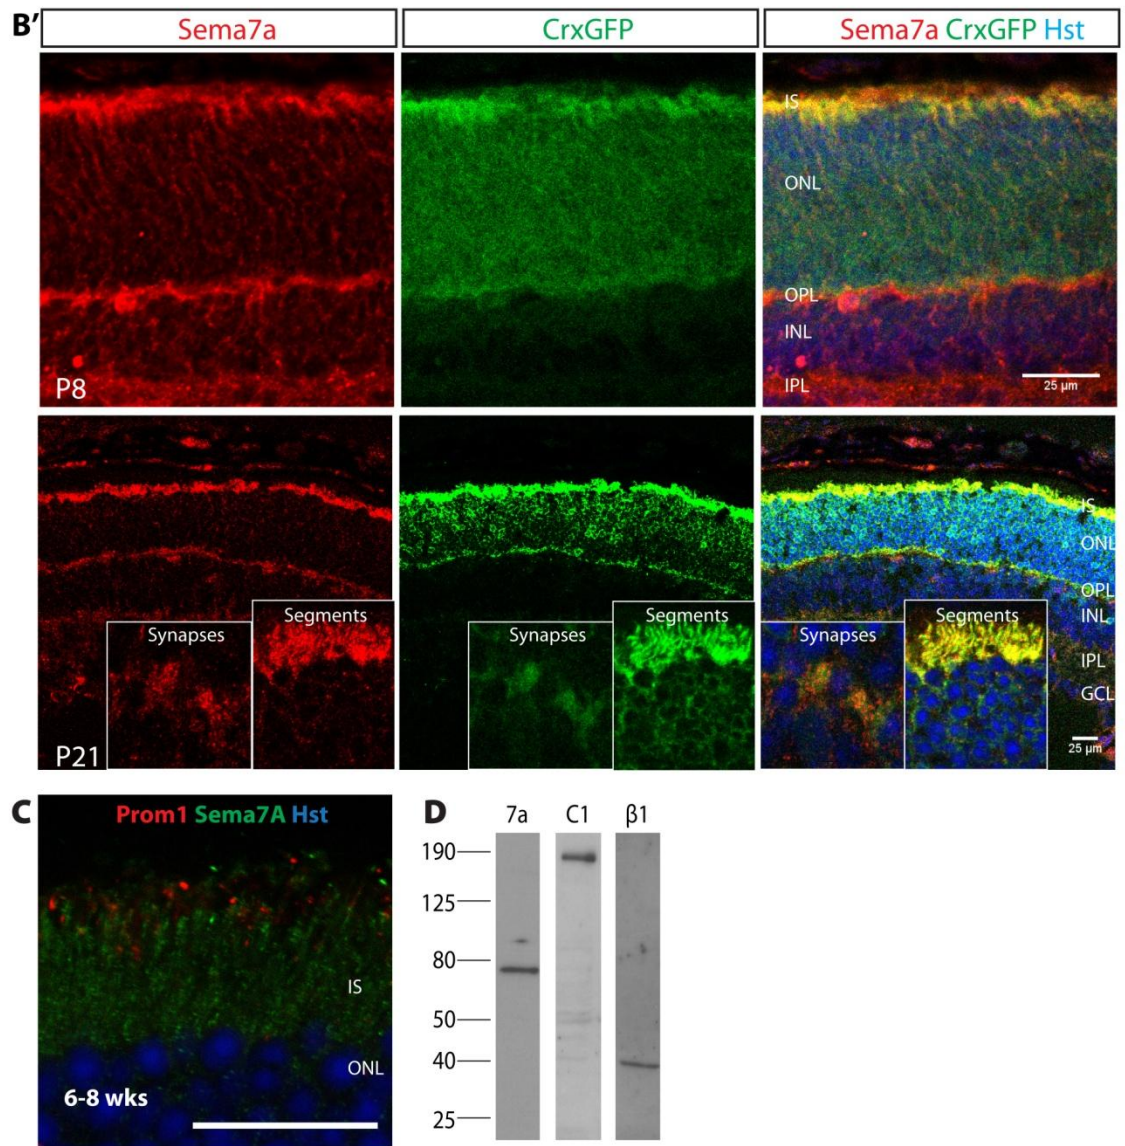 B’ Sema7a CrxGFP Sema7a CrxGFP Hst
IS
ONL
OPL
INL
IPL
P8
25 µm
IS
ONL
OPL
INL
IPL
GCL
Synapses Segments Synapses Segments Synapses Segments
P21
25 µm
C Prom1 Sema7A Hst
IS
ONL
6-8 wks
D 7a C1 β1
190
125
80
50
40
25